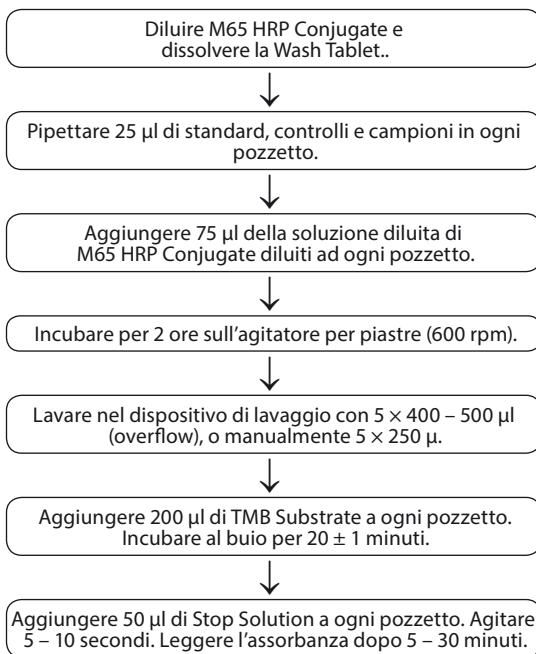 Diluire M65 HRP Conjugate e
dissolvere la Wash Tablet..
Pipettare 25 µl di standard, controlli e campioni in ogni
pozzetto.
Aggiungere 75 µl della soluzione diluita di
M65 HRP Conjugate diluiti ad ogni pozzetto.
Incubare per 2 ore sull’agitatore per piastre (600 rpm).
Lavare nel dispositivo di lavaggio con 5 × 400 – 500 µl
(overflow), o manualmente 5 × 250 µ.
Aggiungere 200 µl di TMB Substrate a ogni pozzetto.
Incubare al buio per 20 ± 1 minuti.
Aggiungere 50 µl di Stop Solution a ogni pozzetto. Agitare
5 – 10 secondi. Leggere l’assorbanza dopo 5 – 30 minuti.